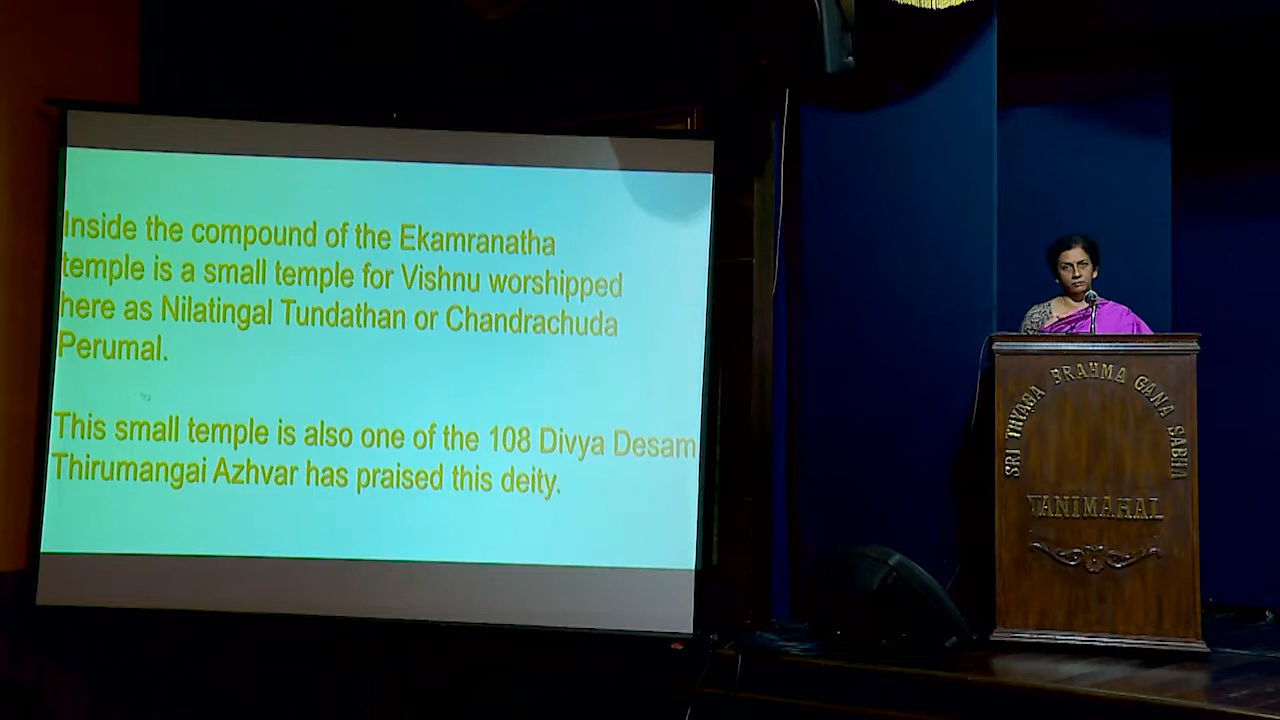 Inside the compound of the Ekamranatha
temple is a small temple for Vishnu worshipped
here as Nilatingal Tundathan or Chandrachuda
Perumal.
This small temple is also one of the 108 Divya Desam
Thirumangai Azhvar has praised this deity.
SRI THYAGA BRAHMA GANA SABHA
VANIMAHAL